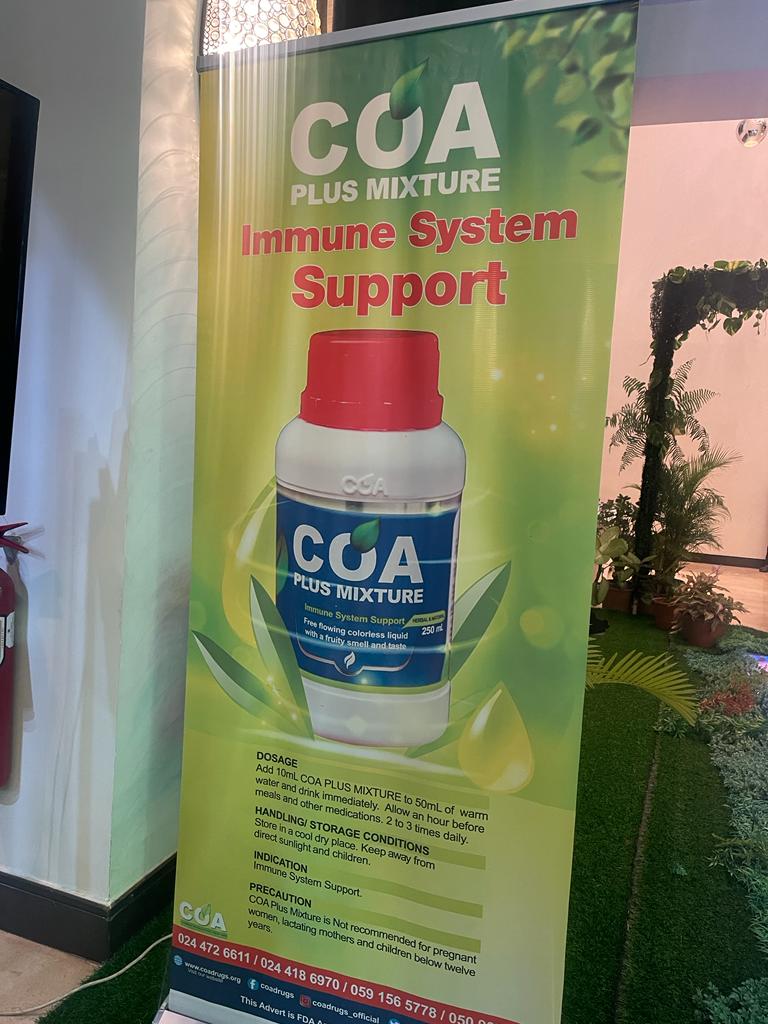 COA
PLUS MIXTURE
Immune System
Support
COA
COA
PLUS MIXTURE
Immune System Support
HERBAL & NATURAL
Free flowing colorless liquid
with a fruity smell and taste
250 mL
DOSAGE
Add 10mL COA PLUS MIXTURE to 50mL of warm
water and drink immediately. Allow an hour before
meals and other medications. 2 to 3 times daily.
HANDLING/ STORAGE CONDITIONS
Store in a cool dry place. Keep away from
direct sunlight and children.
INDICATION
Immune System Support.
PRECAUTION
COA Plus Mixture is Not recommended for pregnant
women, lactating mothers and children below twelve
years.
COA
024 472 6611 / 024 418 6970 / 059 156 5778 / 050
www.coadrugs.org
Visit our website
coadrugs
coadrugs_official
This Advert is FDA